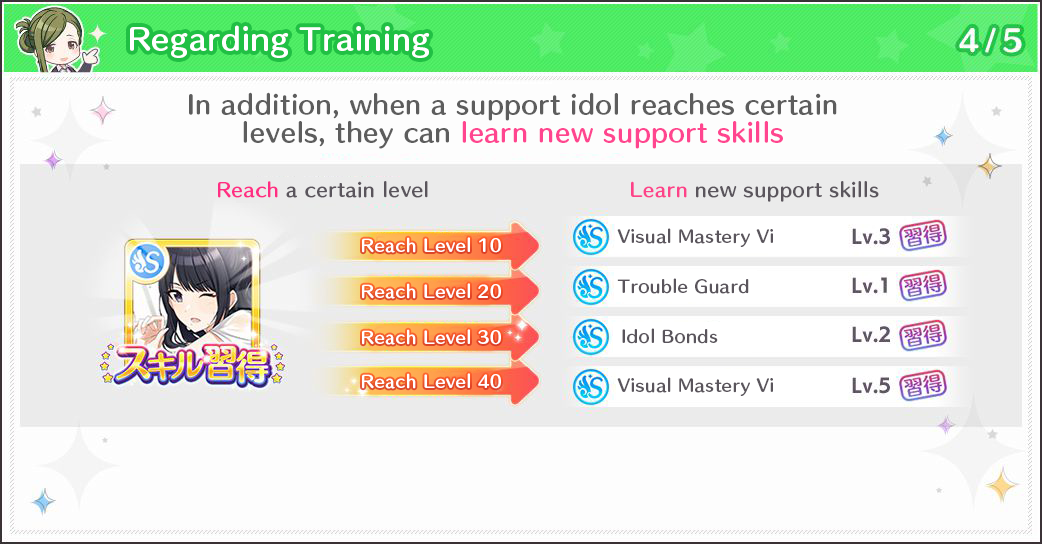 Regarding Training
4/5
In addition, when a support idol reaches certain
levels, they can learn new support skills
Reach a certain level
Learn new support skills
S
スキル習得
Reach Level 10
S Visual Mastery Vi Lv.3 習得
Reach Level 20
S Trouble Guard Lv.1 習得
Reach Level 30
S Idol Bonds Lv.2 習得
Reach Level 40
S Visual Mastery Vi Lv.5 習得